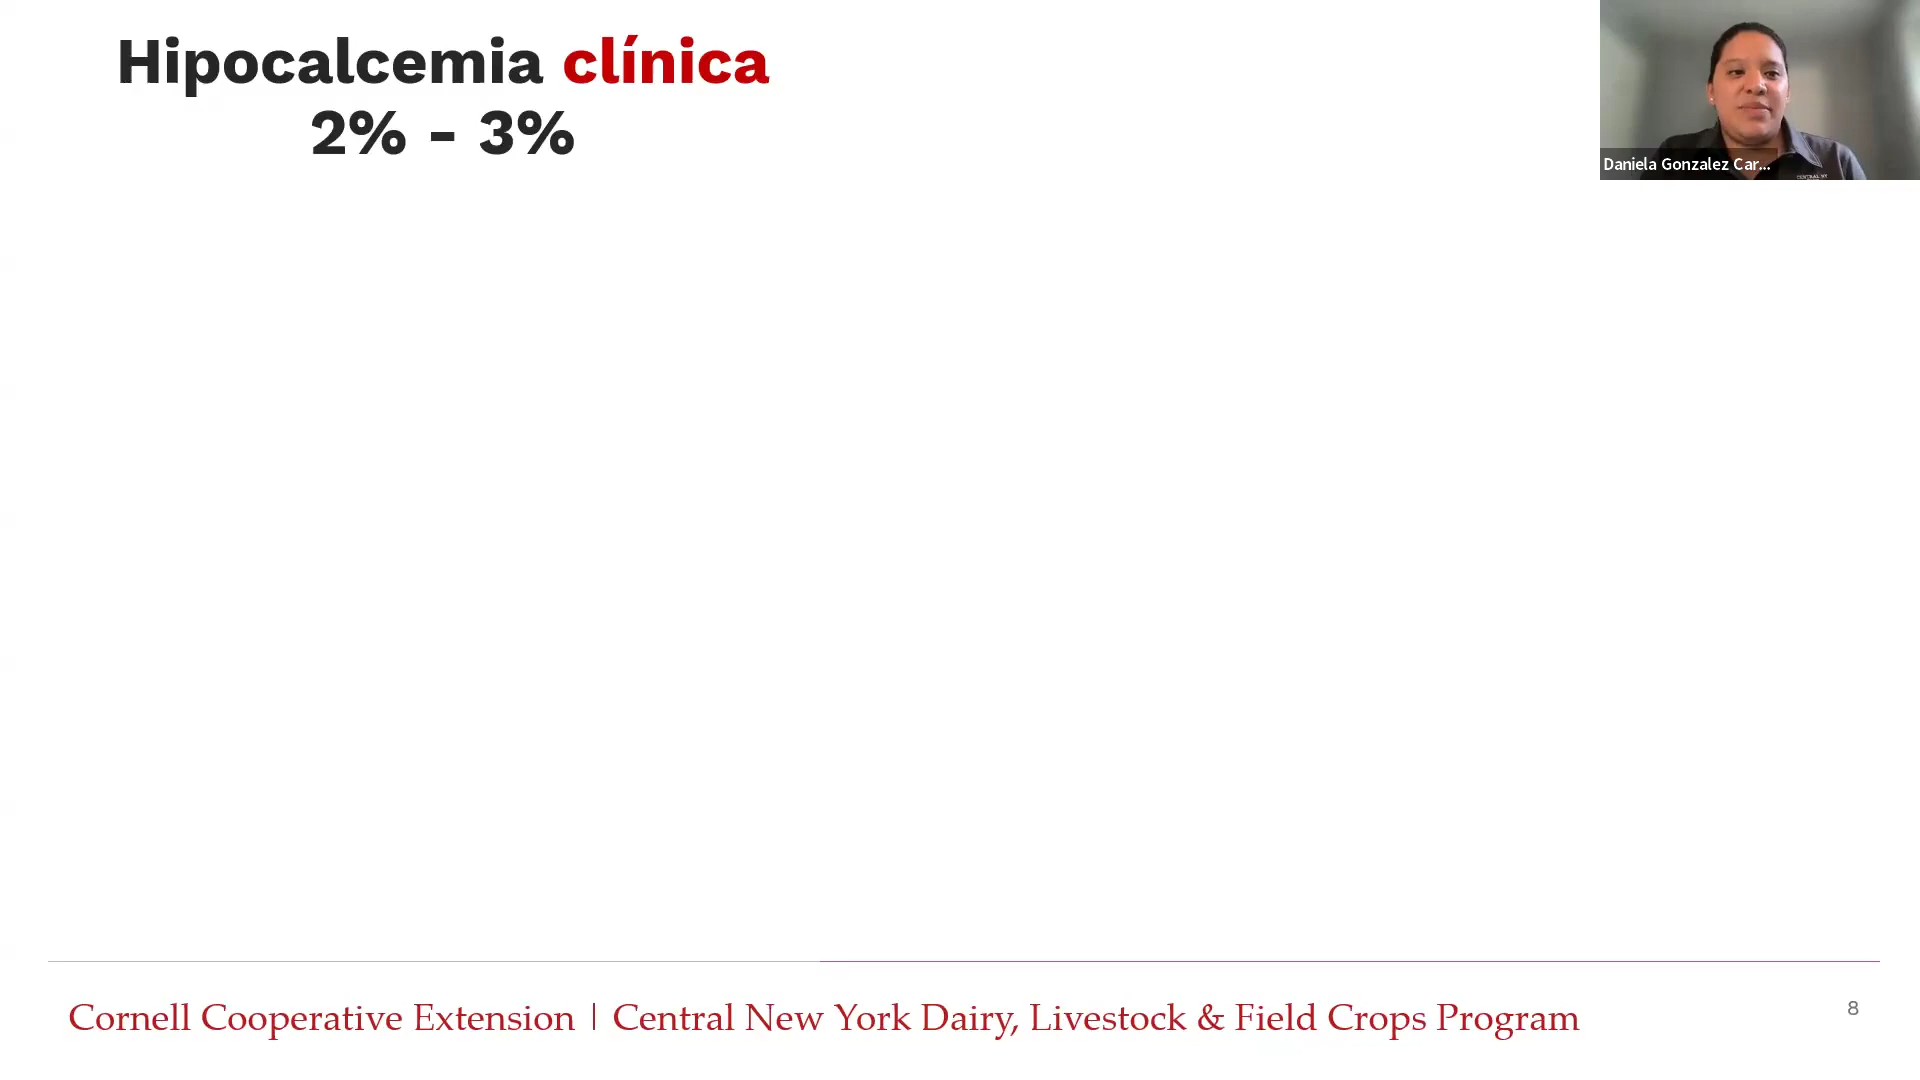 Hipocalcemia clínica
2% - 3%
Daniela Gonzalez Car...
Cornell Cooperative Extension | Central New York Dairy, Livestock & Field Crops Program
8